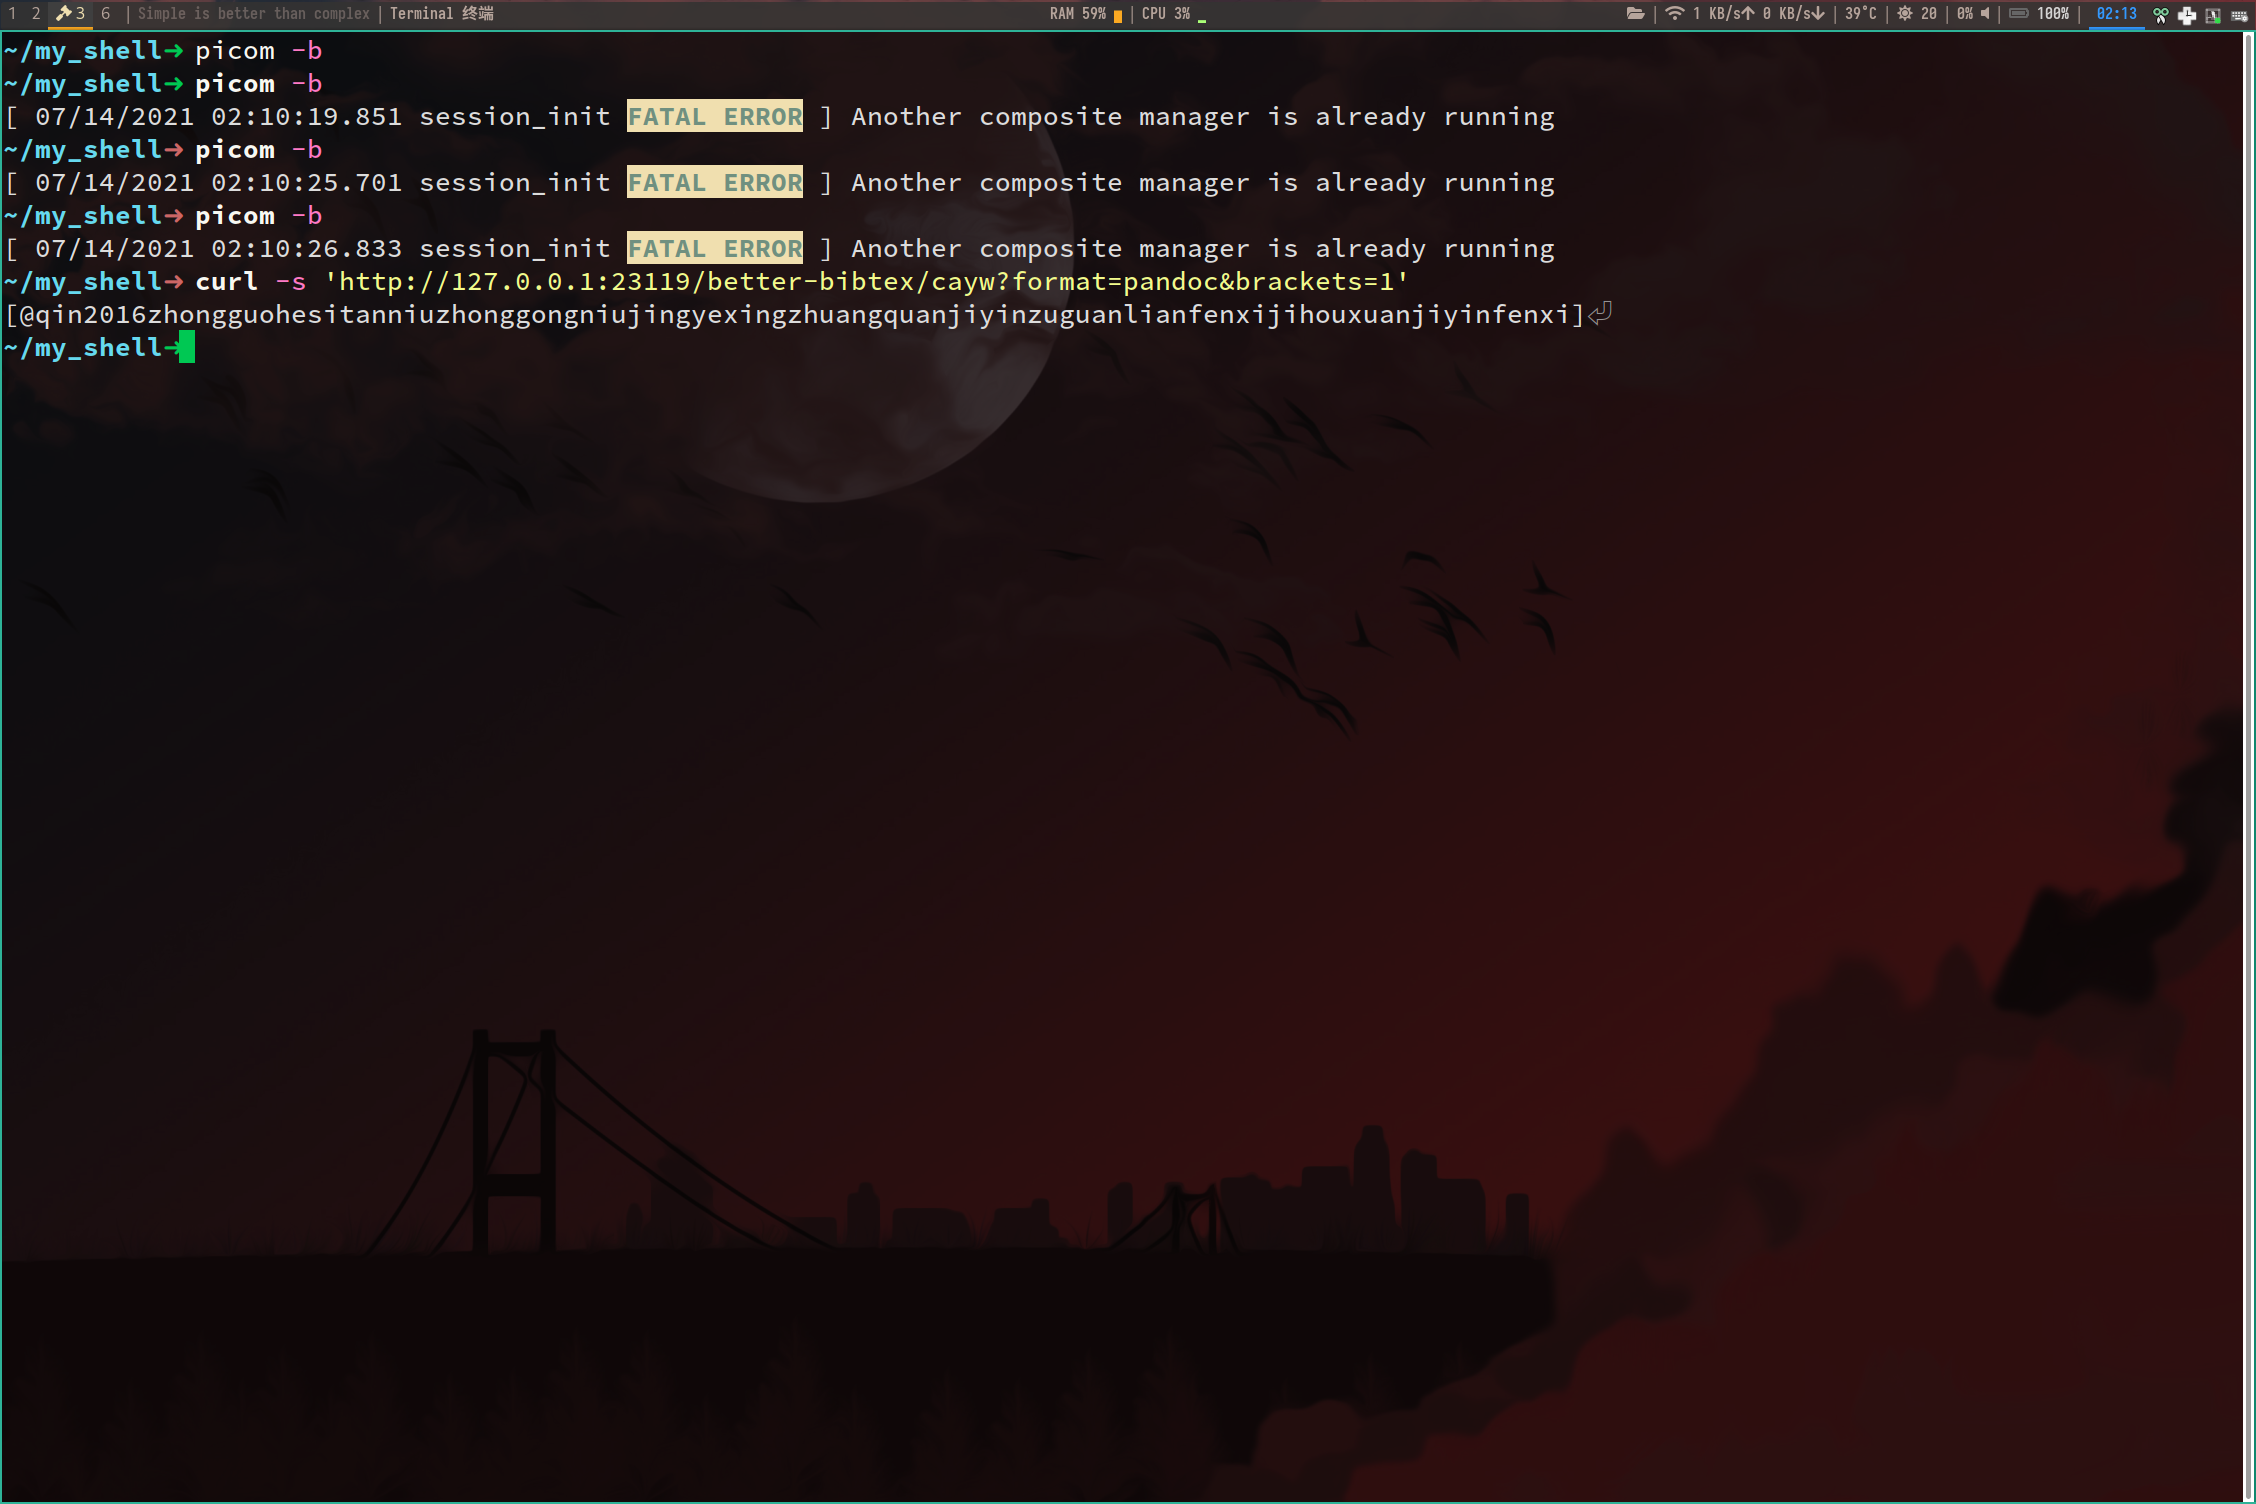 1 2 3 6 | Simple is better than complex | Terminal 终端 RAM 59% | CPU 3% | 1 KB/s↑ 0 KB/s↓ | 39°C | 20 | 0% | 100% | 02:13
~/my_shell➜ picom -b
~/my_shell➜ picom -b
[ 07/14/2021 02:10:19.851 session_init FATAL ERROR ] Another composite manager is already running
~/my_shell➜ picom -b
[ 07/14/2021 02:10:25.701 session_init FATAL ERROR ] Another composite manager is already running
~/my_shell➜ picom -b
[ 07/14/2021 02:10:26.833 session_init FATAL ERROR ] Another composite manager is already running
~/my_shell➜ curl -s 'http://127.0.0.1:23119/better-bibtex/cayw?format=pandoc&brackets=1'
[@qin2016zhongguohesitanniuzhonggongniujingyexingzhuangquanjiyinzuguanlianfenxijihouxuanjiyinfenxi]⏎
~/my_shell➜